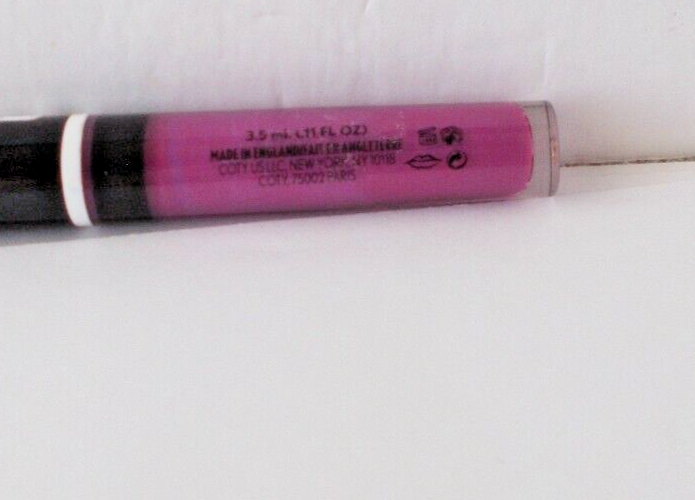 3.5 mL (.11 FL OZ)
MADE IN ENGLAND/FAIT EN ANGLETERRE
COTY US LLC, NEW YORK, NY 10118
COTY, 75002 PARIS